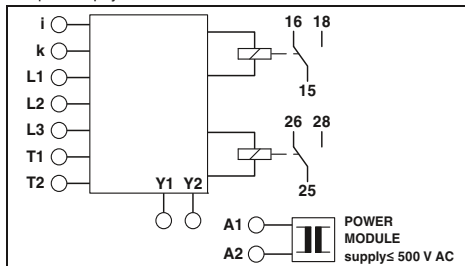 i
k
L1
L2
L3
T1
T2
Y1 Y2
16 18
15
26 28
25
A1
A2
POWER
MODULE
supply≤ 500 V AC